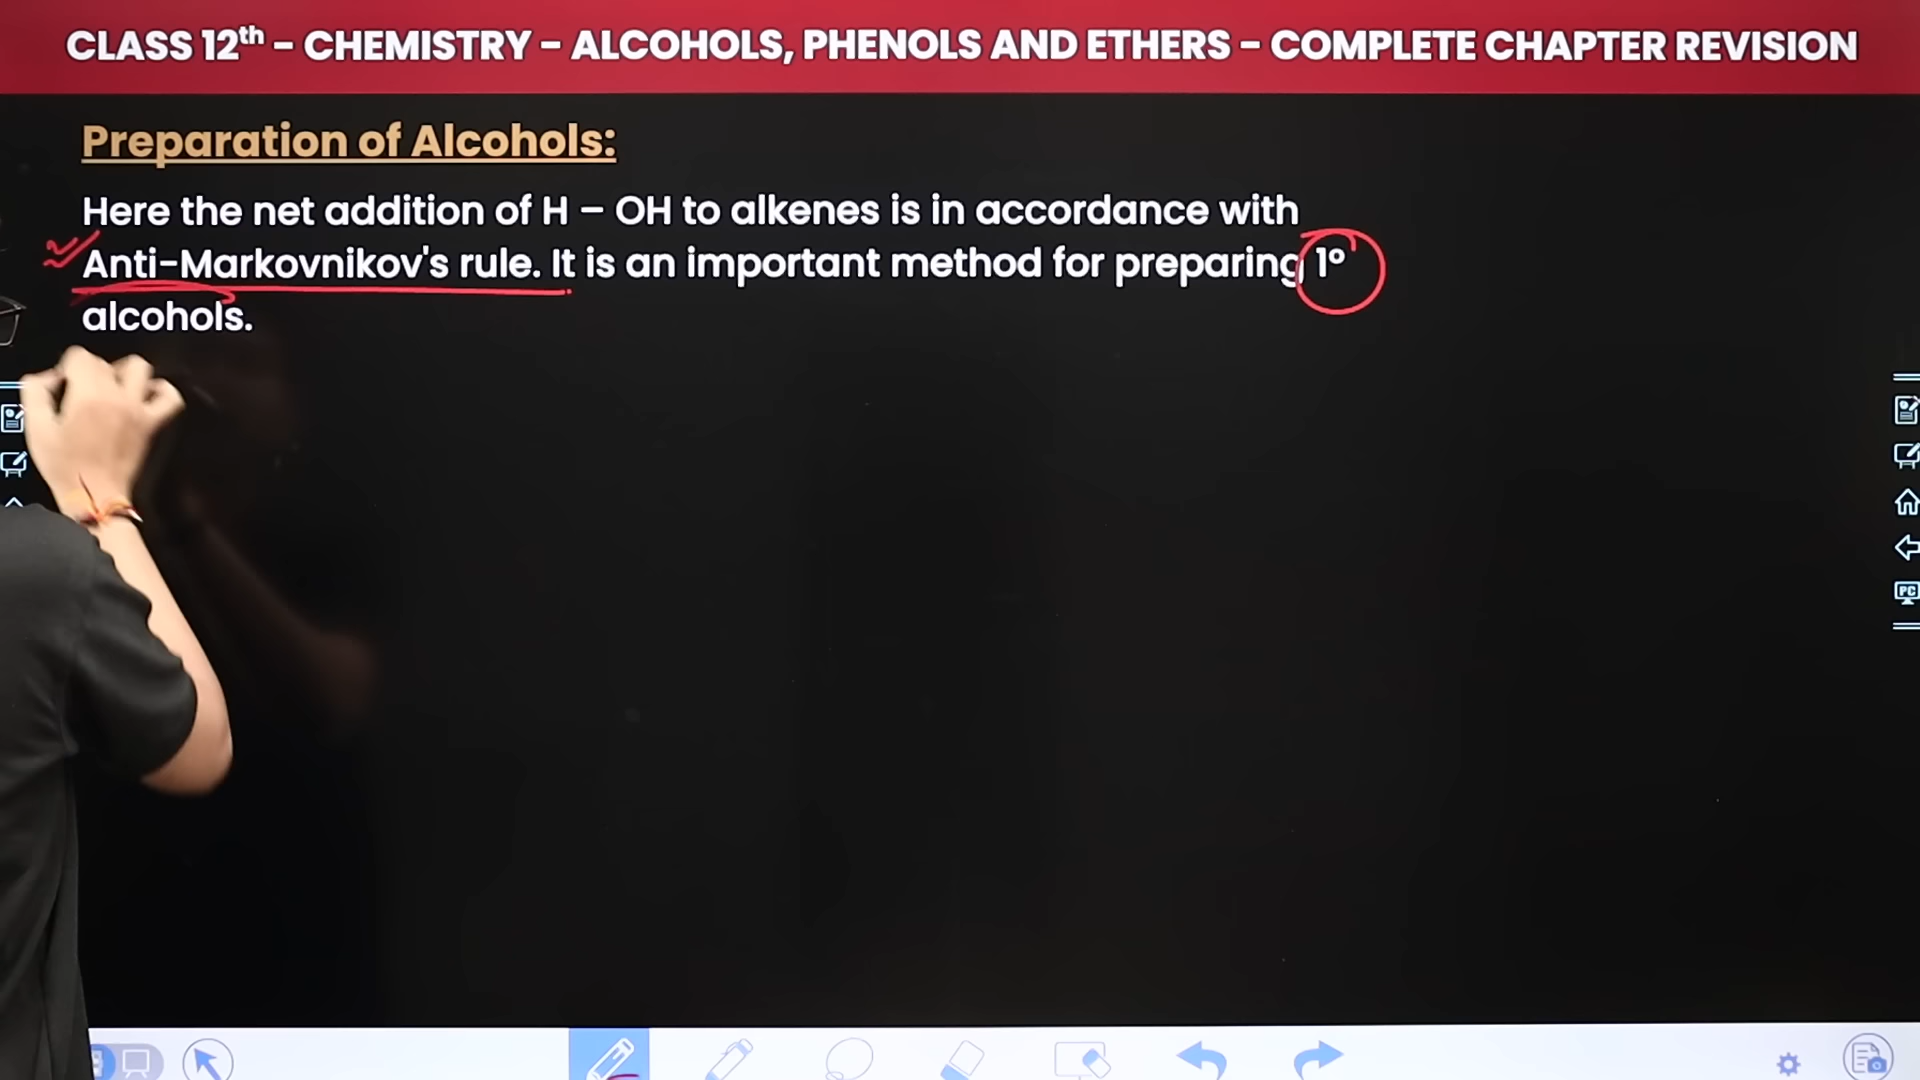 CLASS 12th – CHEMISTRY – ALCOHOLS, PHENOLS AND ETHERS – COMPLETE CHAPTER REVISION
Preparation of Alcohols:
Here the net addition of H – OH to alkenes is in accordance with
Anti-Markovnikov's rule. It is an important method for preparing 1°
alcohols.
PC